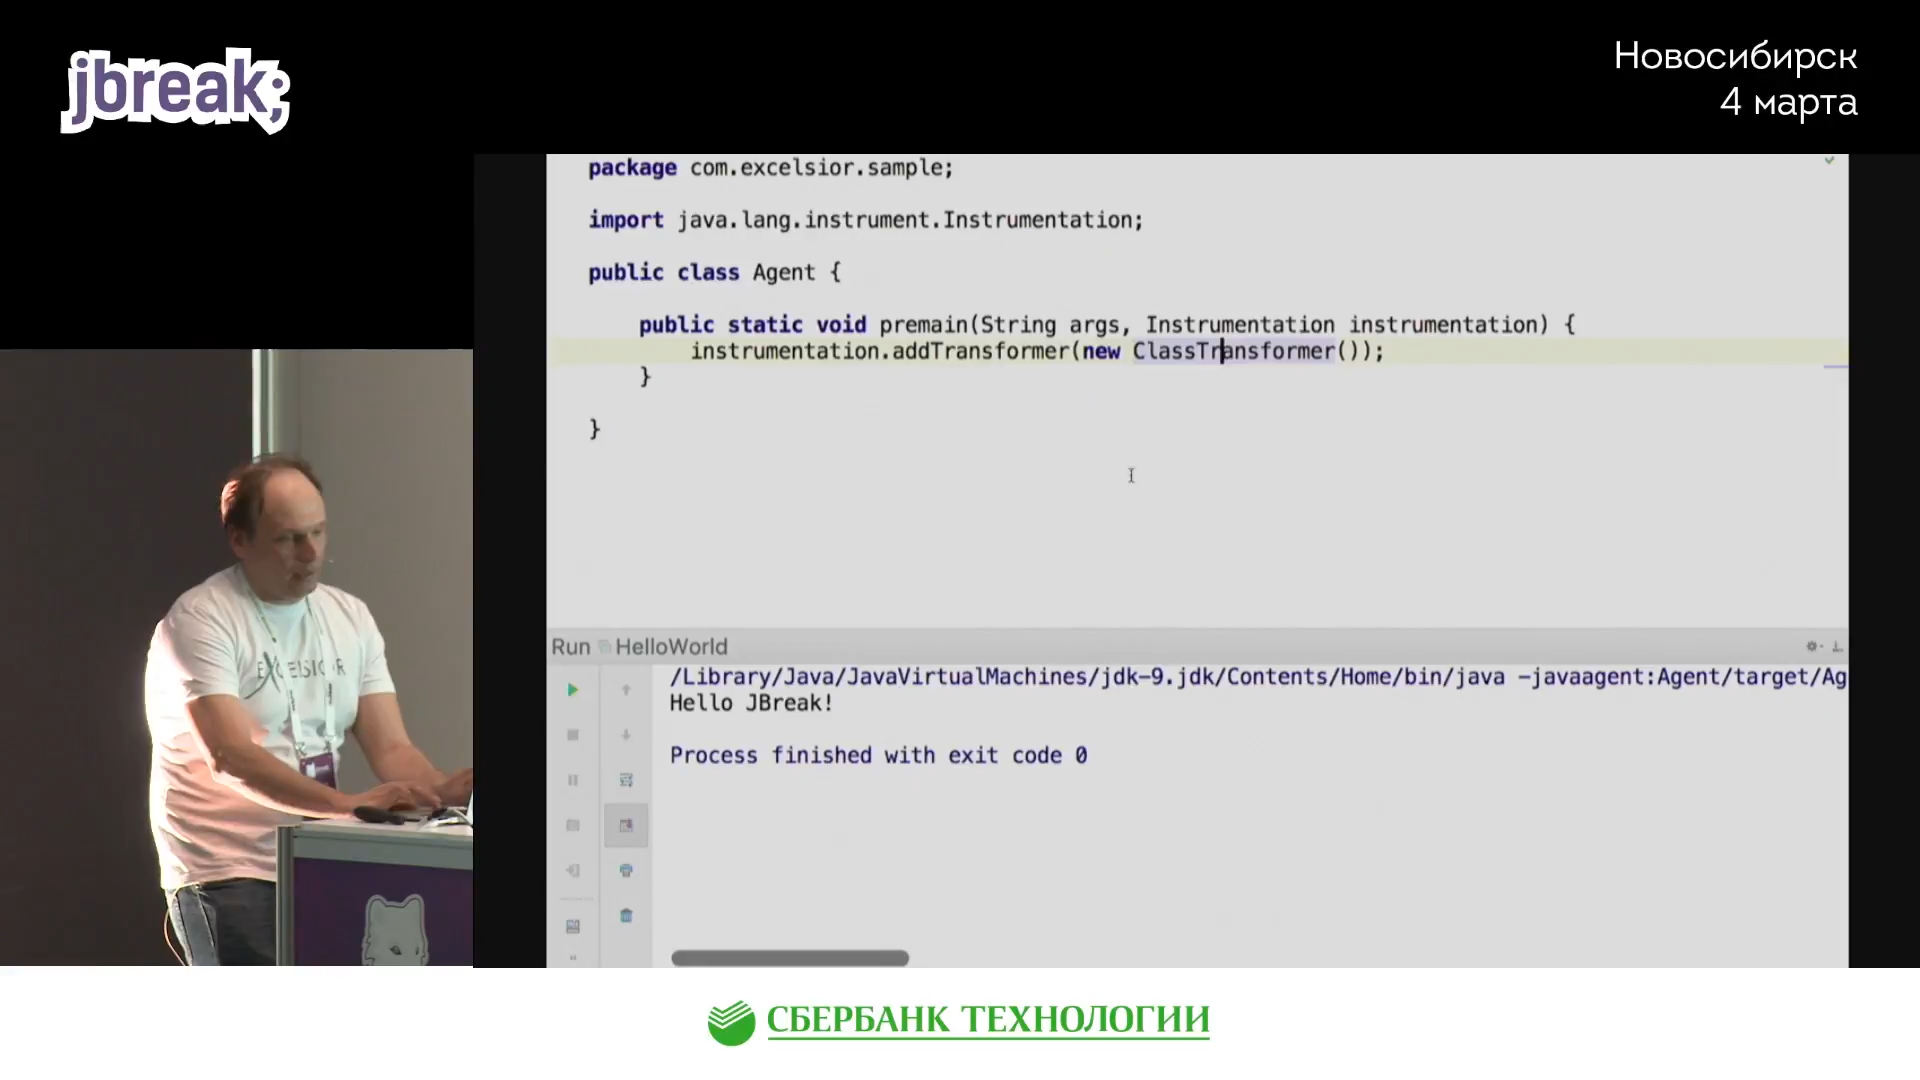 jbreak;
Новосибирск
4 марта
package com.excelsior.sample;
import java.lang.instrument.Instrumentation;
public class Agent {
public static void premain(String args, Instrumentation instrumentation) {
instrumentation.addTransformer(new ClassTransformer());
}
}
EXCELSIOR
Run HelloWorld
/Library/Java/JavaVirtualMachines/jdk-9.jdk/Contents/Home/bin/java -javaagent:Agent/target/Ag
Hello JBreak!
Process finished with exit code 0
СБЕРБАНК ТЕХНОЛОГИИ